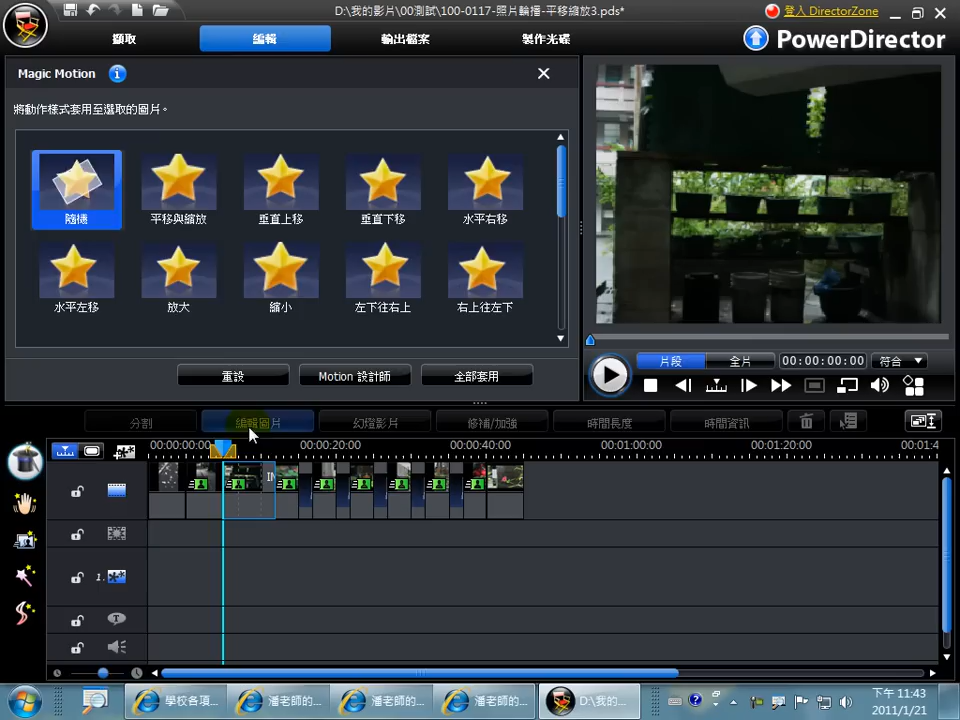 D:\我的影片\00測試\100-0117-照片輪播-平移縮放3.pds*
登入 DirectorZone
擷取
編輯
輸出檔案
製作光碟
PowerDirector
Magic Motion
將動作樣式套用至選取的圖片。
隨機
平移與縮放
垂直上移
垂直下移
水平右移
水平左移
放大
縮小
左下往右上
右上往左下
重設
Motion 設計師
全部套用
片段
全片
00:00:00:00
符合
分割
編輯圖片
幻燈影片
修補/加強
時間長度
時間資訊
00:00:00:00
00:00:20:00
00:00:40:00
00:01:00:00
00:01:20:00
00:01:4
1.
T
學校各項...
潘老師的...
潘老師的...
潘老師的...
D:\我的...
下午 11:43
2011/1/21